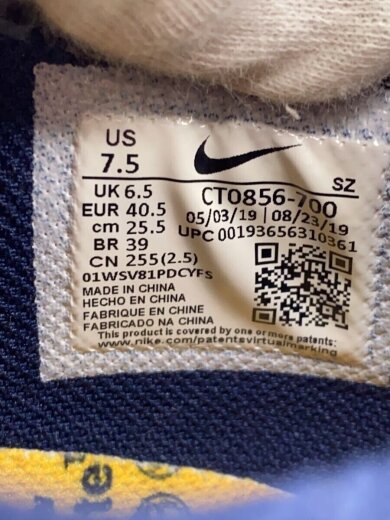 US
7.5
SZ
UK 6.5
CT0856-700
EUR 40.5
05/03/19 | 08/23/19
cm 25.5
UPC 00193656310361
BR 39
CN 255(2.5)
01WSV81PDCYFS
MADE IN CHINA
HECHO EN CHINA
FABRIQUE EN CHINE
FABRICADO NA CHINA
This product is covered by one or more patents:
www.nike.com/patentsvirtualmarking